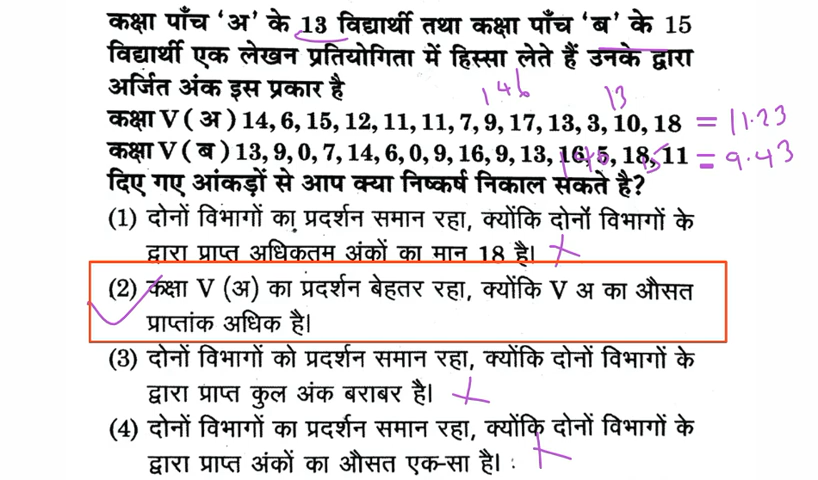 कक्षा पाँच ‘अ’ के 13 विद्यार्थी तथा कक्षा पाँच ‘ब’ के 15
विद्यार्थी एक लेखन प्रतियोगिता में हिस्सा लेते हैं उनके द्वारा
अर्जित अंक इस प्रकार है
146
13
कक्षा V ( अ ) 14, 6, 15, 12, 11, 11, 7, 9, 17, 13, 3, 10, 18 = 11.23
कक्षा V ( ब ) 13, 9, 0, 7, 14, 6, 0, 9, 16, 9, 13, 16, 5, 18, 11 = 9.43
दिए गए आंकड़ों से आप क्या निष्कर्ष निकाल सकते है?
(1) दोनों विभागों का प्रदर्शन समान रहा, क्योंकि दोनों विभागों के
द्वारा प्राप्त अधिकतम अंकों का मान 18 है।
(2) कक्षा V (अ) का प्रदर्शन बेहतर रहा, क्योंकि V अ का औसत
प्राप्तांक अधिक है।
(3) दोनों विभागों को प्रदर्शन समान रहा, क्योंकि दोनों विभागों के
द्वारा प्राप्त कुल अंक बराबर है।
(4) दोनों विभागों का प्रदर्शन समान रहा, क्योंकि दोनों विभागों के
द्वारा प्राप्त अंकों का औसत एक-सा है।